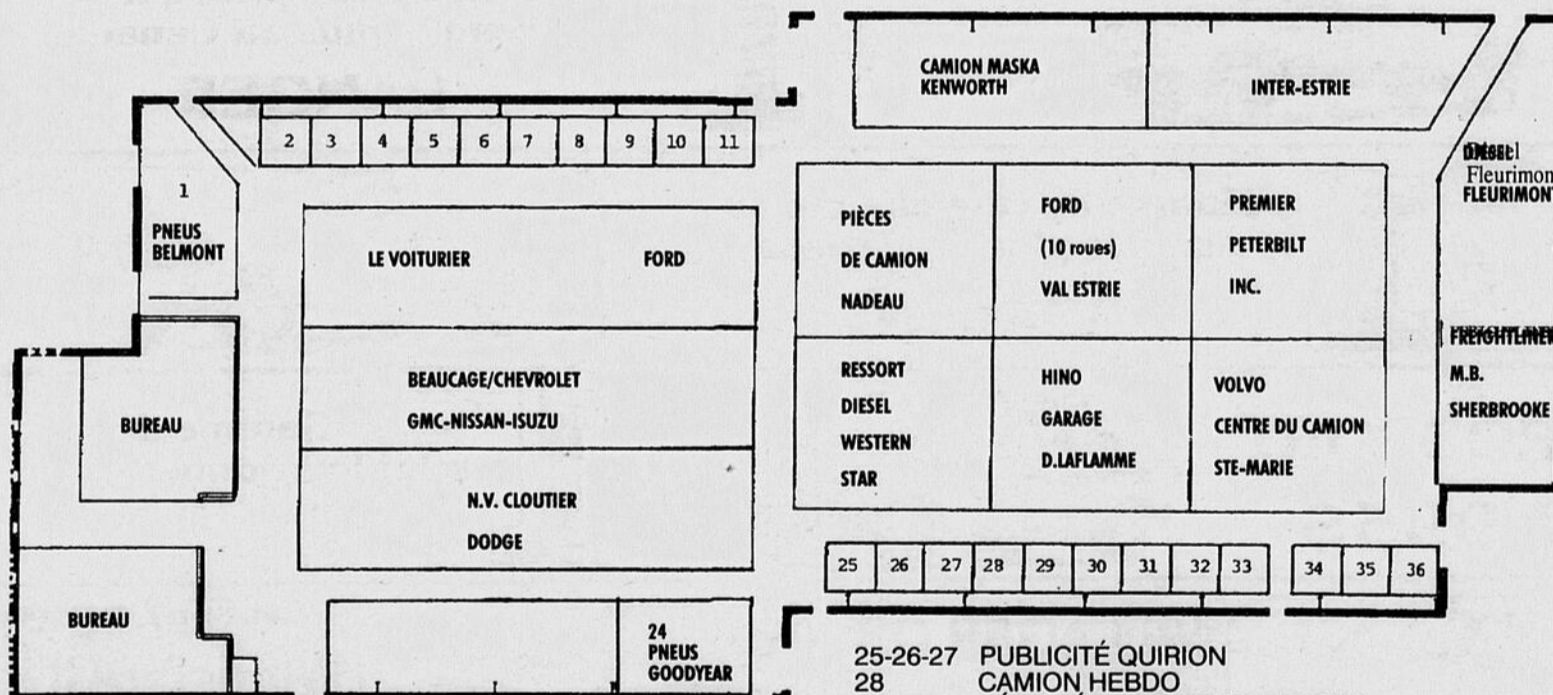 CAMION MASKA
KENWORTH
INTER-ESTRIE
2 3 4 5 6 7 8 9 10 11
1
PNEUS
BELMONT
LE VOITURIER FORD
BEAUCAGE/CHEVROLET
GMC-NISSAN-ISUZU
N.V. CLOUTIER
DODGE
BUREAU
BUREAU
24
PNEUS
GOODYEAR
PIÈCES
DE CAMION
NADEAU
FORD
(10 roues)
VAL ESTRIE
PREMIER
PETERBILT
INC.
RESSORT
DIESEL
WESTERN
STAR
HINO
GARAGE
D.LAFLAMME
VOLVO
CENTRE DU CAMION
STE-MARIE
Fleurimon
FLEURIMONT
FREIGHTLINER
M.B.
SHERBROOKE
25 26 27 28 29 30 31 32 33 34 35 36
25-26-27 PUBLICITÉ QUIRION
28 CAMION HEBDO